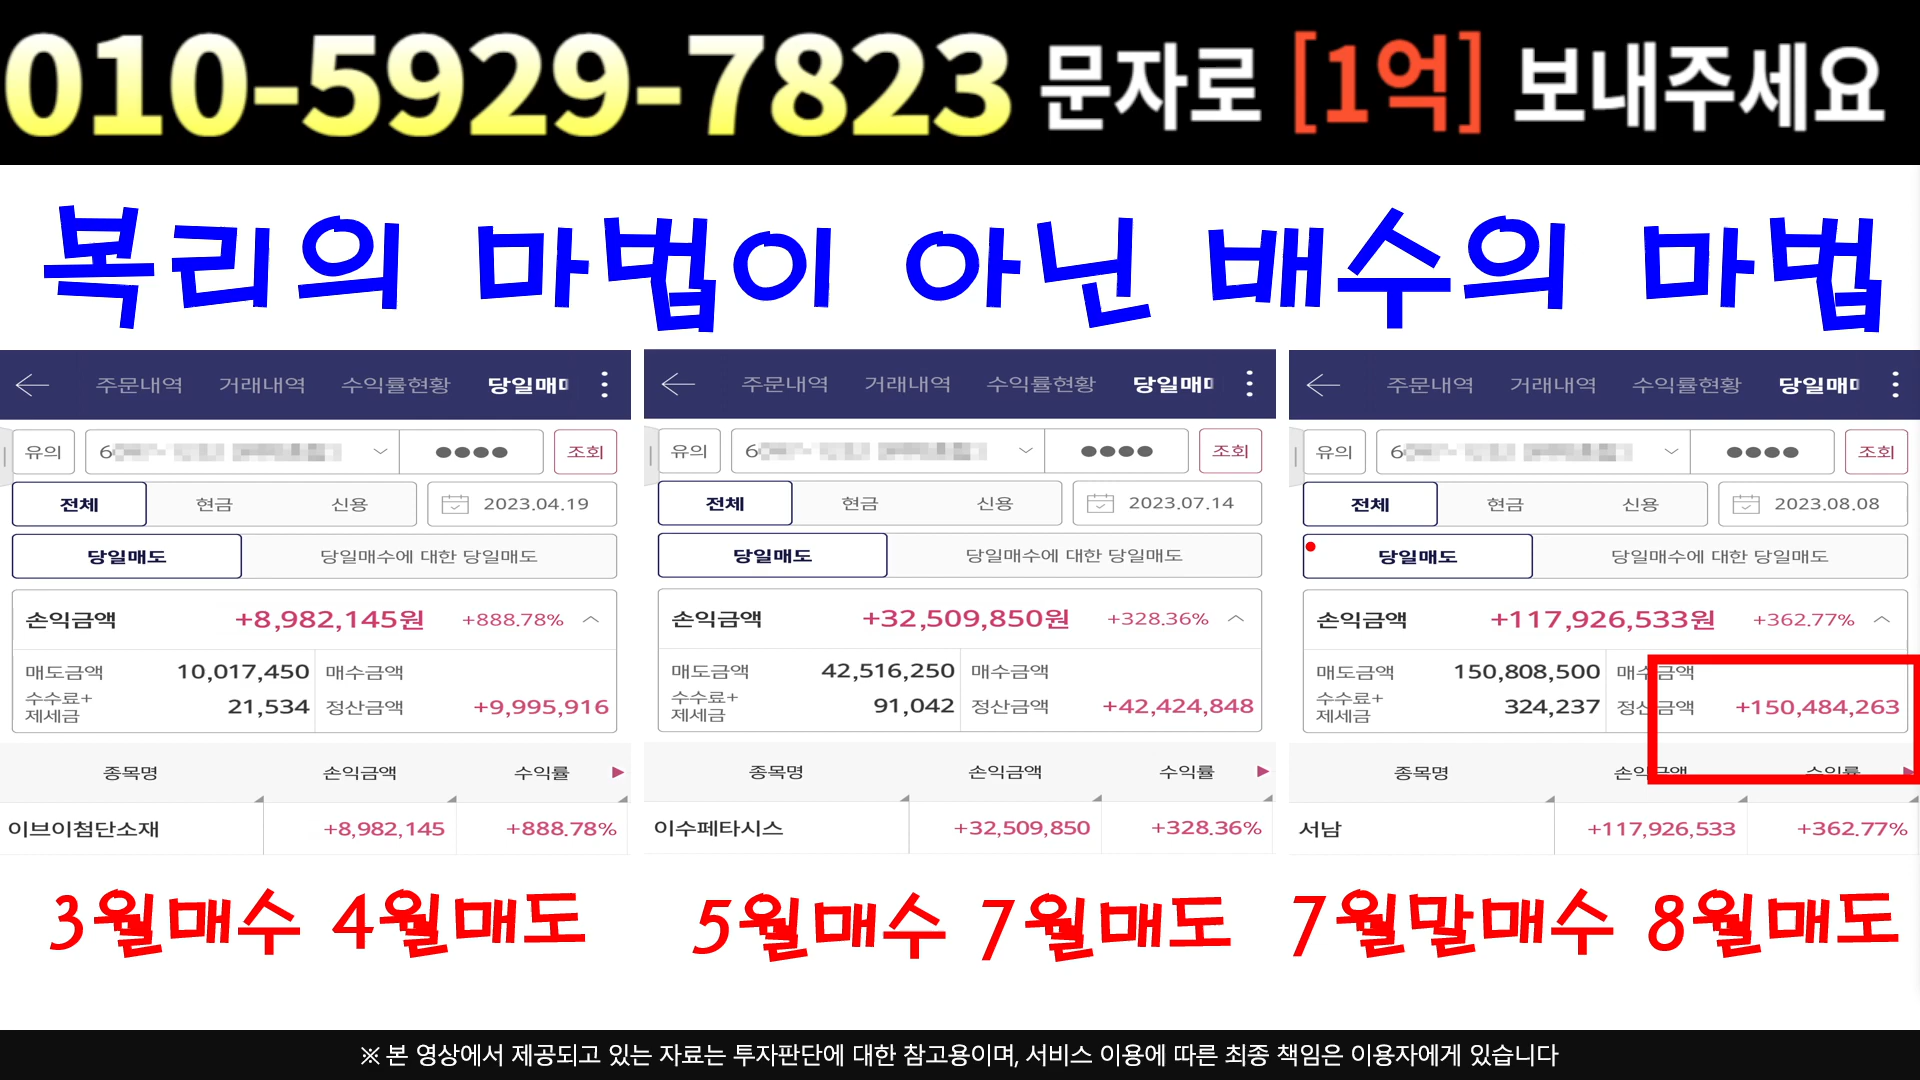 010-5929-7823 문자로 [1억] 보내주세요
복리의 마법이 아닌 배수의 마법
주문내역 거래내역 수익률현황 당일매
유의 6 ●●●● 조회
전체 현금 신용 2023.04.19
당일매도 당일매수에 대한 당일매도
손익금액 +8,982,145원 +888.78%
매도금액 10,017,450 매수금액
수수료+
제세금 21,534 정산금액 +9,995,916
종목명 손익금액 수익률
이브이첨단소재 +8,982,145 +888.78%
3월매수 4월매도
주문내역 거래내역 수익률현황 당일매
유의 6 ●●●● 조회
전체 현금 신용 2023.07.14
당일매도 당일매수에 대한 당일매도
손익금액 +32,509,850원 +328.36%
매도금액 42,516,250 매수금액
수수료+
제세금 91,042 정산금액 +42,424,848
종목명 손익금액 수익률
이수페타시스 +32,509,850 +328.36%
5월매수 7월매도
주문내역 거래내역 수익률현황 당일매
유의 6 ●●●● 조회
전체 현금 신용 2023.08.08
당일매도 당일매수에 대한 당일매도
손익금액 +117,926,533원 +362.77%
매도금액 150,808,500 매수금액
수수료+
제세금 324,237 정산금액 +150,484,263
종목명 손익금액 수익률
서남 +117,926,533 +362.77%
7월말매수 8월매도
※ 본 영상에서 제공되고 있는 자료는 투자판단에 대한 참고용이며, 서비스 이용에 따른 최종 책임은 이용자에게 있습니다